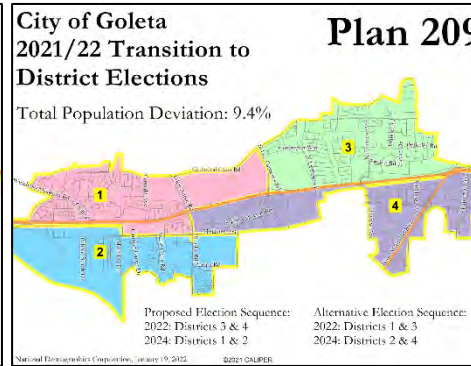 City of Goleta
2021/22 Transition to
District Elections
Plan 209
Total Population Deviation: 9.4%
3
1
4
2
Proposed Election Sequence:
2022: Districts 3 & 4
2024: Districts 1 & 2
Alternative Election Sequence:
2022: Districts 1 & 3
2024: Districts 2 & 4
National Demographics Corporation, January 19, 2022
©2021 CALIPER